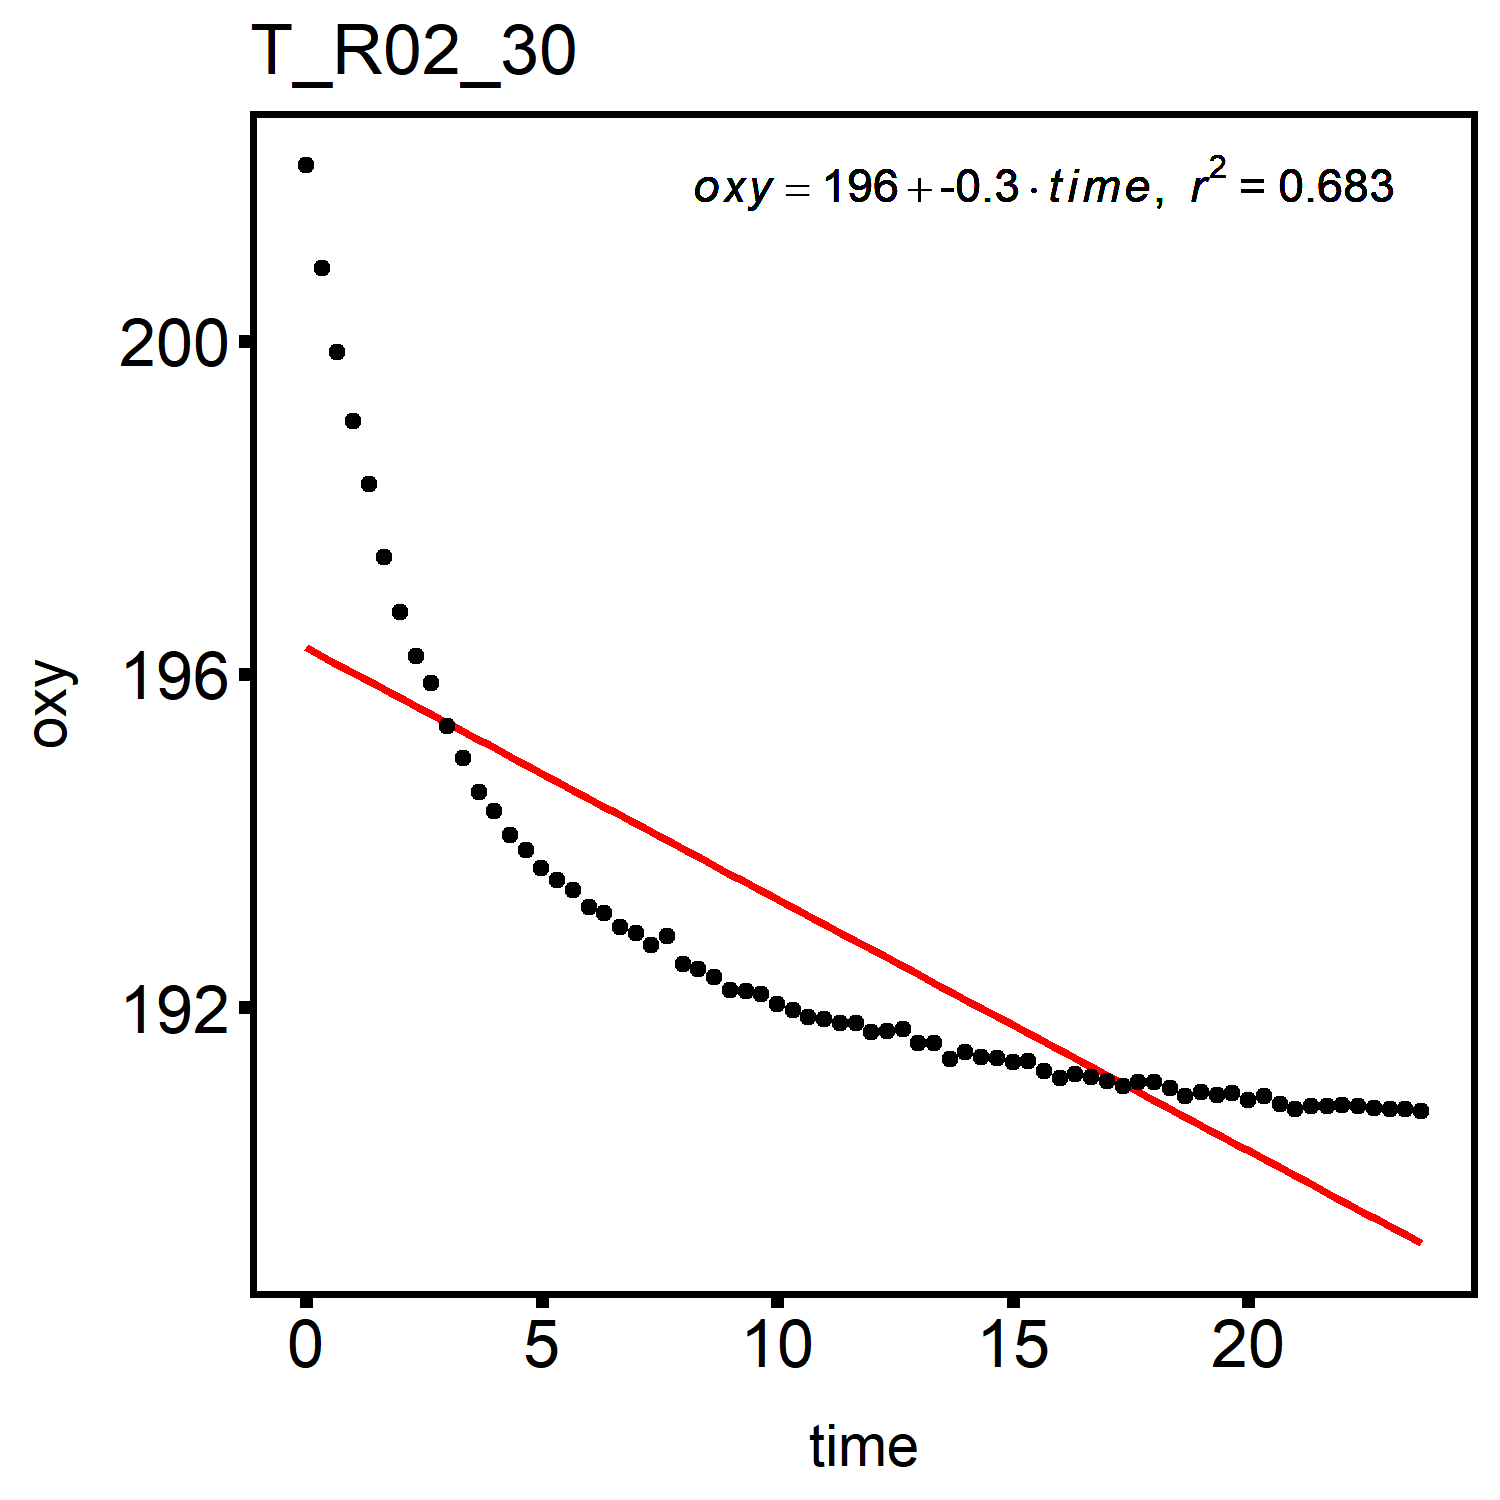 T_R02_30
oxy = 196 + -0.3 · time, r² = 0.683
200
196
192
oxy
0 5 10 15 20
time